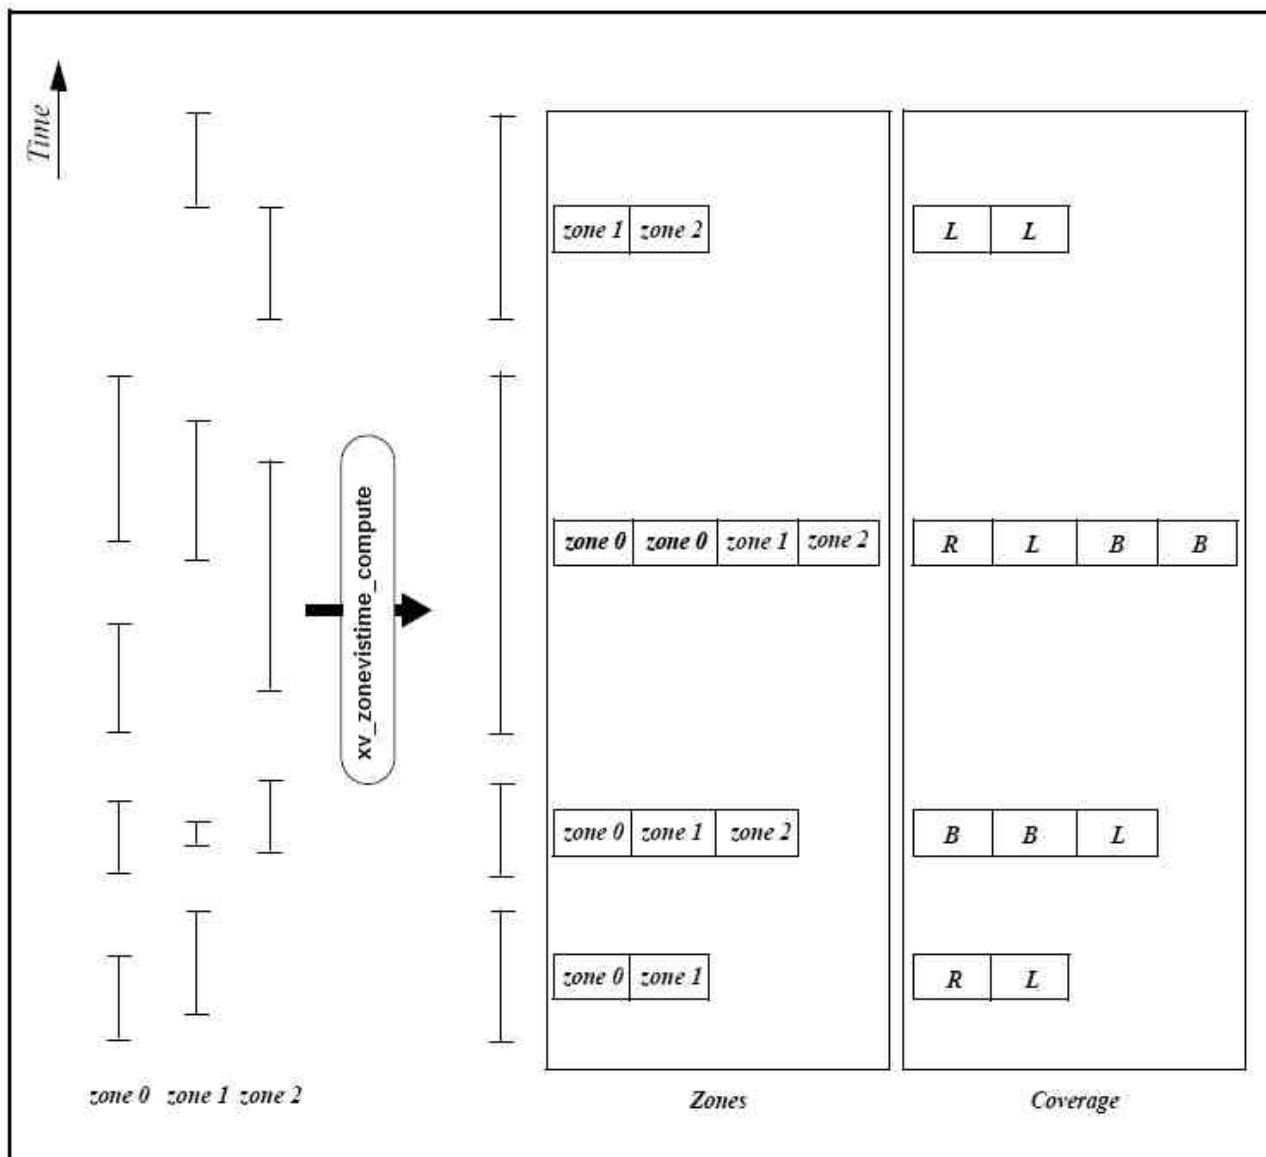 Time
zone 1 zone 2
L L
xv_zonevistime_compute
zone 0 zone 0 zone 1 zone 2
R L B B
zone 0 zone 1 zone 2
B B L
zone 0 zone 1
R L
zone 0 zone 1 zone 2
Zones
Coverage